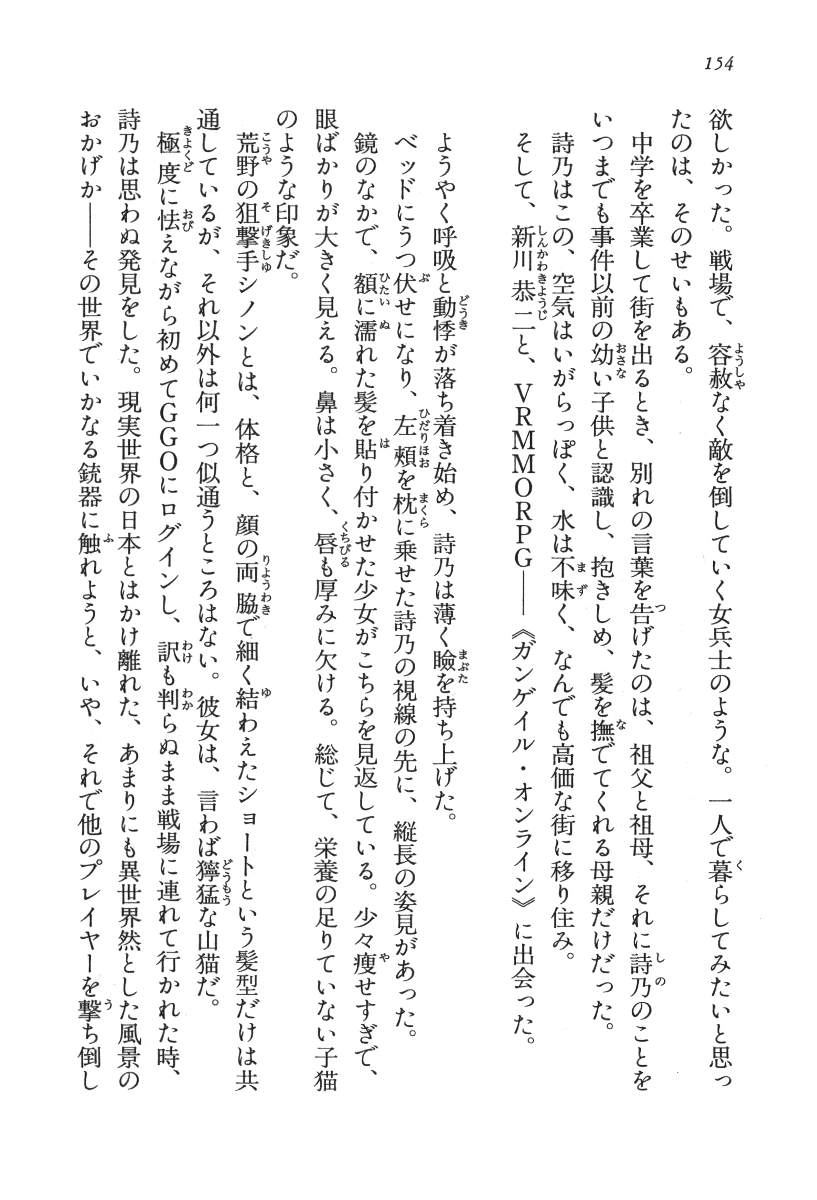 154
欲しかった。戦場で、容赦なく敵を倒していく女兵士のような。一人で暮らしてみたいと思っ
たのは、そのせいもある。
中学を卒業して街を出るとき、別れの言葉を告げたのは、祖父と祖母、それに詩乃のことを
いつまでも事件以前の幼い子供と認識し、抱きしめ、髪を撫でてくれる母親だけだった。
詩乃はこの、空気はいがらっぽく、水は不味く、なんでも高価な街に移り住み。
そして、新川恭二と、VRMMORPG――《ガンゲイル・オンライン》に出会った。
ようやく呼吸と動悸が落ち着き始め、詩乃は薄く瞼を持ち上げた。
ベッドにうつ伏せになり、左頰を枕に乗せた詩乃の視線の先に、縦長の姿見があった。
鏡のなかで、額に濡れた髪を貼り付かせた少女がこちらを見返している。少々痩せすぎで、
眼ばかりが大きく見える。鼻は小さく、唇も厚みに欠ける。総じて、栄養の足りていない子猫
のような印象だ。
荒野の狙撃手シノンとは、体格と、顔の両脇で細く結わえたショートという髪型だけは共
通しているが、それ以外は何一つ似通うところはない。彼女は、言わば獰猛な山猫だ。
極度に怯えながら初めてGGOにログインし、訳も判らぬまま戦場に連れて行かれた時、
詩乃は思わぬ発見をした。現実世界の日本とはかけ離れた、あまりにも異世界然とした風景の
おかげか――その世界でいかなる銃器に触れようと、いや、それで他のプレイヤーを撃ち倒し